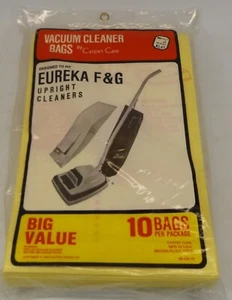 VACUUM CLEANER
BAGS By Carpet Care
DESIGNED TO FIT
EUREKA F&G
UPRIGHT
CLEANERS
BIG
VALUE
10 BAGS
PER PACKAGE